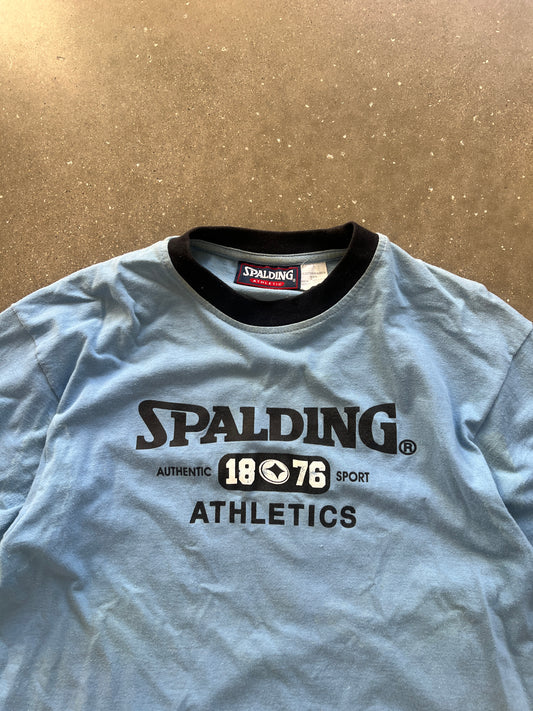 SPALDING
ATHLETIC
SPALDING®
AUTHENTIC 18 76 SPORT
ATHLETICS